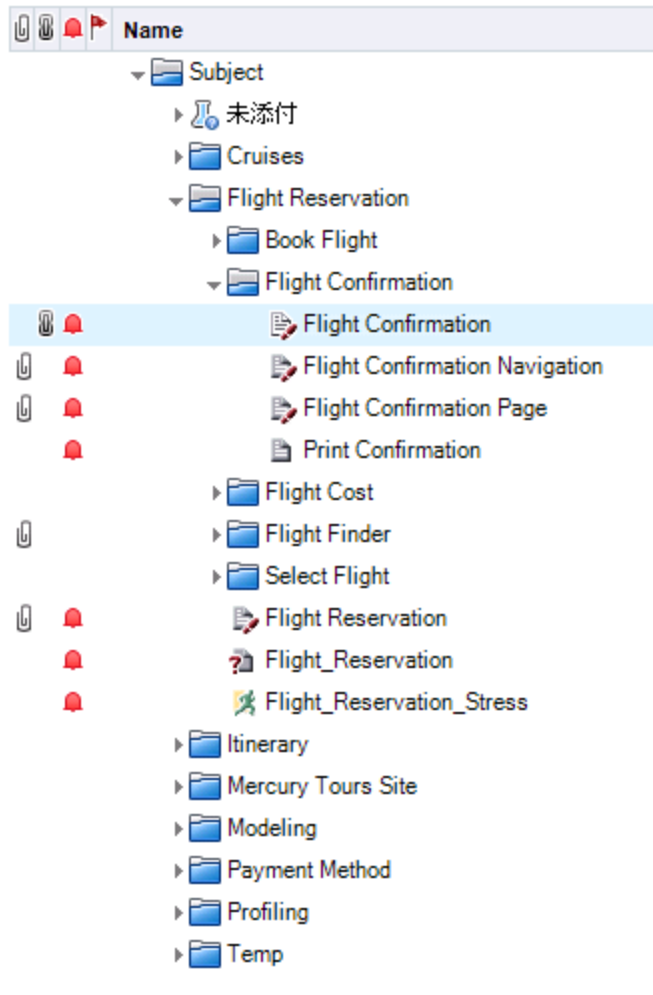 Name
Subject
未添付
Cruises
Flight Reservation
Book Flight
Flight Confirmation
Flight Confirmation
Flight Confirmation Navigation
Flight Confirmation Page
Print Confirmation
Flight Cost
Flight Finder
Select Flight
Flight Reservation
Flight_Reservation
Flight_Reservation_Stress
Itinerary
Mercury Tours Site
Modeling
Payment Method
Profiling
Temp